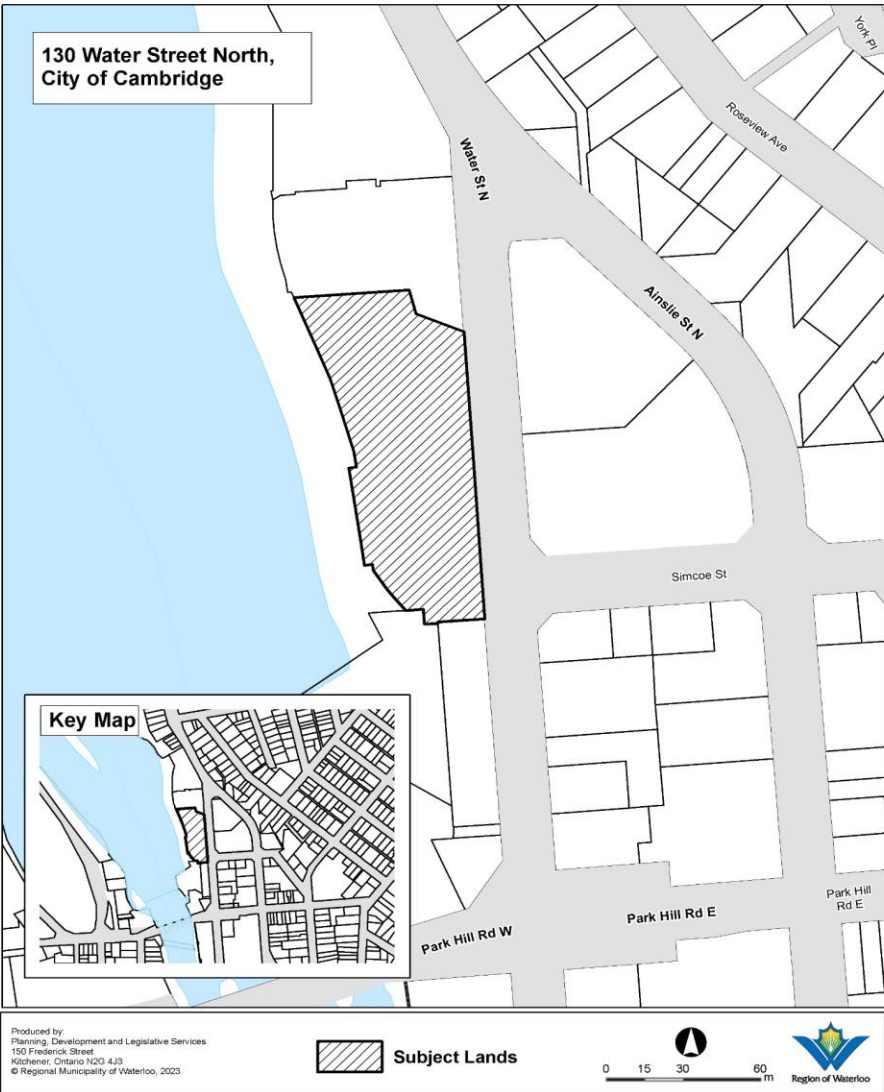 130 Water Street North,
City of Cambridge
York Pl
Roseview Ave
Water St N
Ainslie St N
Simcoe St
Key Map
Park Hill Rd W
Park Hill Rd E
Park Hill
Rd E
Produced by:
Planning, Development and Legislative Services
150 Frederick Street
Kitchener, Ontario N2G 4J3
© Regional Municipality of Waterloo, 2023
Subject Lands
0 15 30 60
m
Region of Waterloo